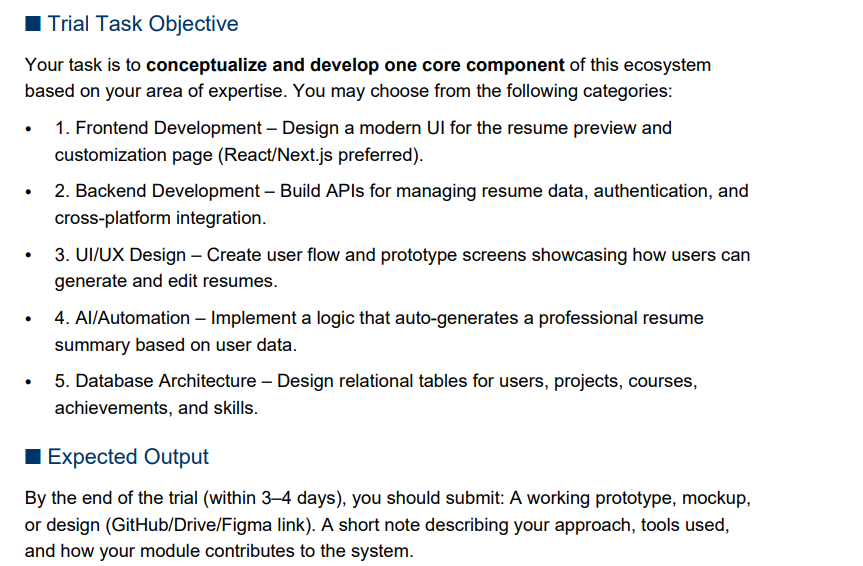 ■ Trial Task Objective
Your task is to conceptualize and develop one core component of this ecosystem
based on your area of expertise. You may choose from the following categories:
• 1. Frontend Development – Design a modern UI for the resume preview and
customization page (React/Next.js preferred).
• 2. Backend Development – Build APIs for managing resume data, authentication, and
cross-platform integration.
• 3. UI/UX Design – Create user flow and prototype screens showcasing how users can
generate and edit resumes.
• 4. AI/Automation – Implement a logic that auto-generates a professional resume
summary based on user data.
• 5. Database Architecture – Design relational tables for users, projects, courses,
achievements, and skills.
■ Expected Output
By the end of the trial (within 3–4 days), you should submit: A working prototype, mockup,
or design (GitHub/Drive/Figma link). A short note describing your approach, tools used,
and how your module contributes to the system.